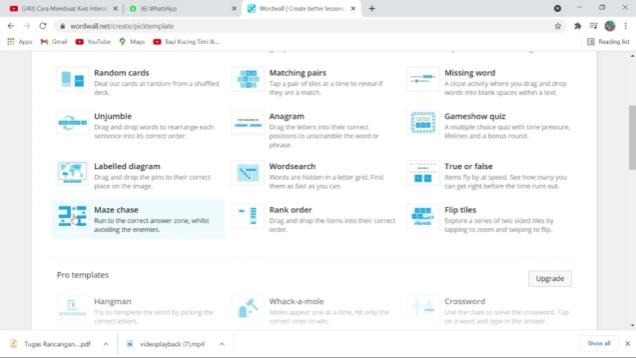 (240) Cara Membuat Kuis Interak
(6) WhatsApp
Wordwall | Create better lessons
wordwall.net/create/picktemplate
Apps
Gmail
YouTube
Maps
Bayi Kucing Timi &...
Reading list
Random cards
Deal out cards at random from a shuffled
deck.
Matching pairs
Tap a pair of tiles at a time to reveal if
they are a match.
Missing word
A cloze activity where you drag and drop
words into blank spaces within a text.
Unjumble
Drag and drop words to rearrange each
sentence into its correct order.
Anagram
Drag the letters into their correct
positions to unscramble the word or
phrase.
Gameshow quiz
A multiple choice quiz with time pressure,
lifelines and a bonus round.
Labelled diagram
Drag and drop the pins to their correct
place on the image.
Wordsearch
Words are hidden in a letter grid. Find
them as fast as you can.
True or false
Items fly by at speed. See how many you
can get right before the time runs out.
Maze chase
Run to the correct answer zone, whilst
avoiding the enemies.
Rank order
Drag and drop the items into their correct
order.
Flip tiles
Explore a series of two sided tiles by
tapping to zoom and swiping to flip.
Pro templates
Upgrade
Hangman
Try to complete the word by picking the
correct letters.
Whack-a-mole
Moles appear one at a time, hit only the
correct ones to win.
Crossword
Use the clues to solve the crossword. Tap
on a word and type in the answer.
Tugas Rancangan....pdf
videoplayback (7).mp4
Show all